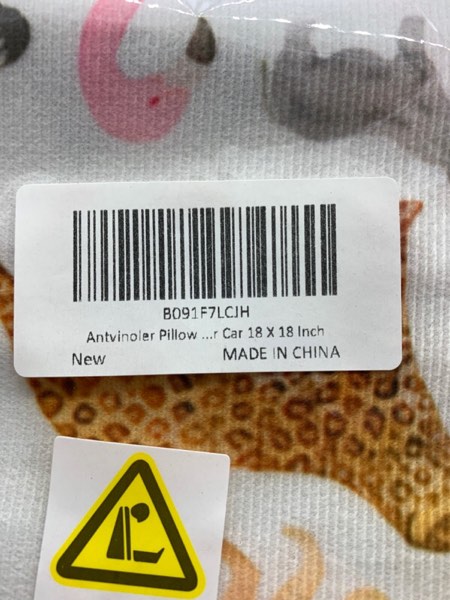 B091F7LCJH
Antvinoler Pillow ...r Car 18 X 18 Inch
New MADE IN CHINA